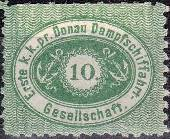 Erste k.k. pr. Donau Dampfschiffahrt-
10.
Gesellschaft.